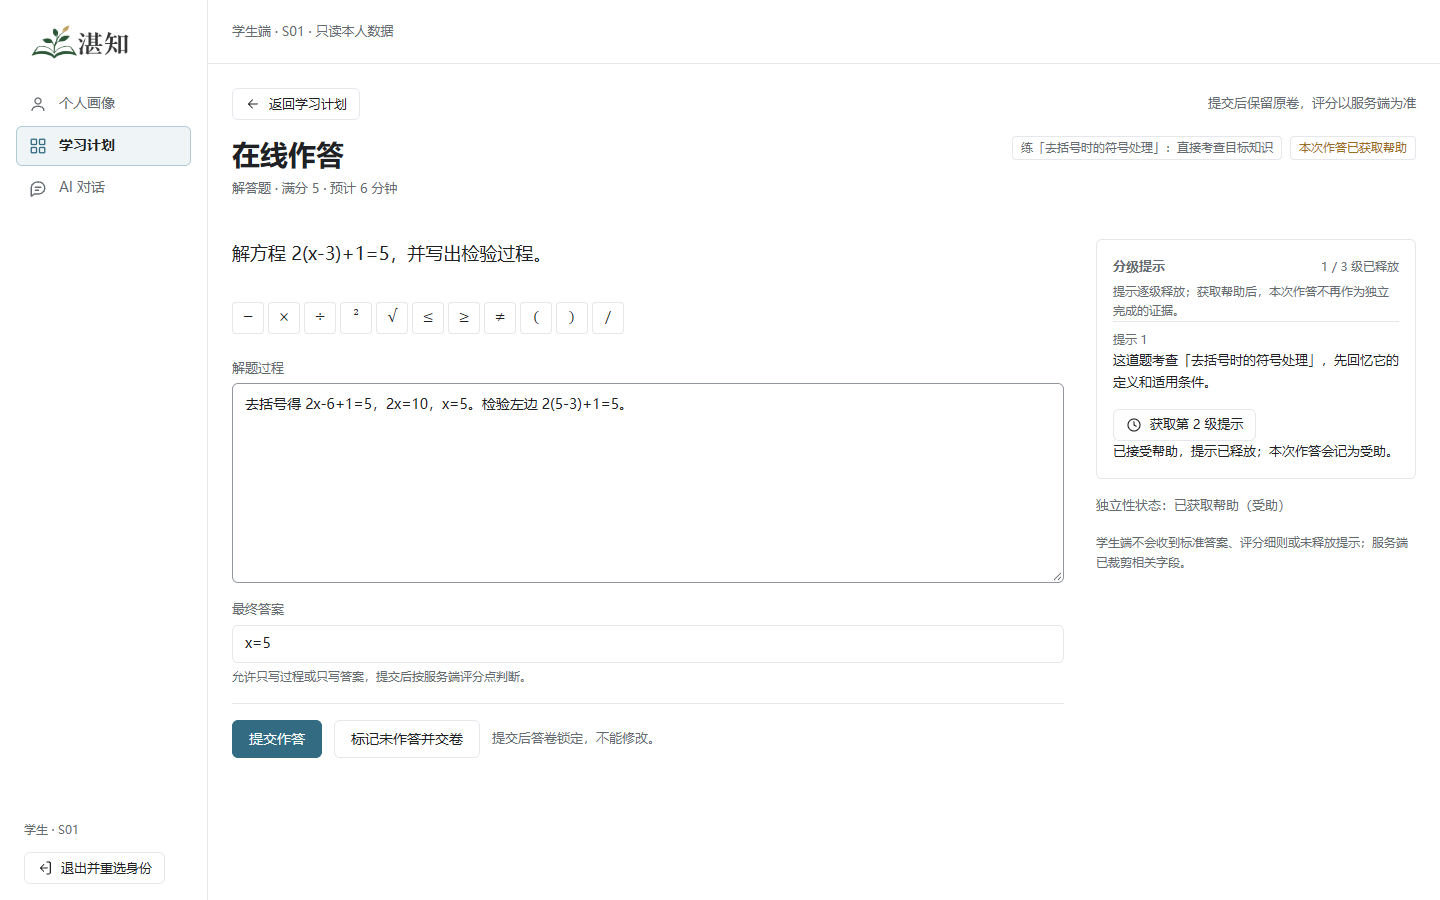 湛知
学生端 · S01 · 只读本人数据
个人画像
学习计划
AI 对话
返回学习计划
提交后保留原卷，评分以服务端为准
在线作答
练「去括号时的符号处理」：直接考查目标知识
本次作答已获取帮助
解答题 · 满分 5 · 预计 6 分钟
解方程 2(x-3)+1=5，并写出检验过程。
− × ÷ ² √ ≤ ≥ ≠ ( ) /
解题过程
去括号得 2x-6+1=5，2x=10，x=5。检验左边 2(5-3)+1=5。
最终答案
x=5
允许只写过程或只写答案，提交后按服务端评分点判断。
提交作答
标记未作答并交卷
提交后答卷锁定，不能修改。
分级提示
1 / 3 级已释放
提示逐级释放；获取帮助后，本次作答不再作为独立
完成的证据。
提示 1
这道题考查「去括号时的符号处理」，先回忆它的
定义和适用条件。
获取第 2 级提示
已接受帮助，提示已释放；本次作答会记为受助。
独立性状态：已获取帮助（受助）
学生端不会收到标准答案、评分细则或未释放提示；服务端
已裁剪相关字段。
学生 · S01
退出并重选身份